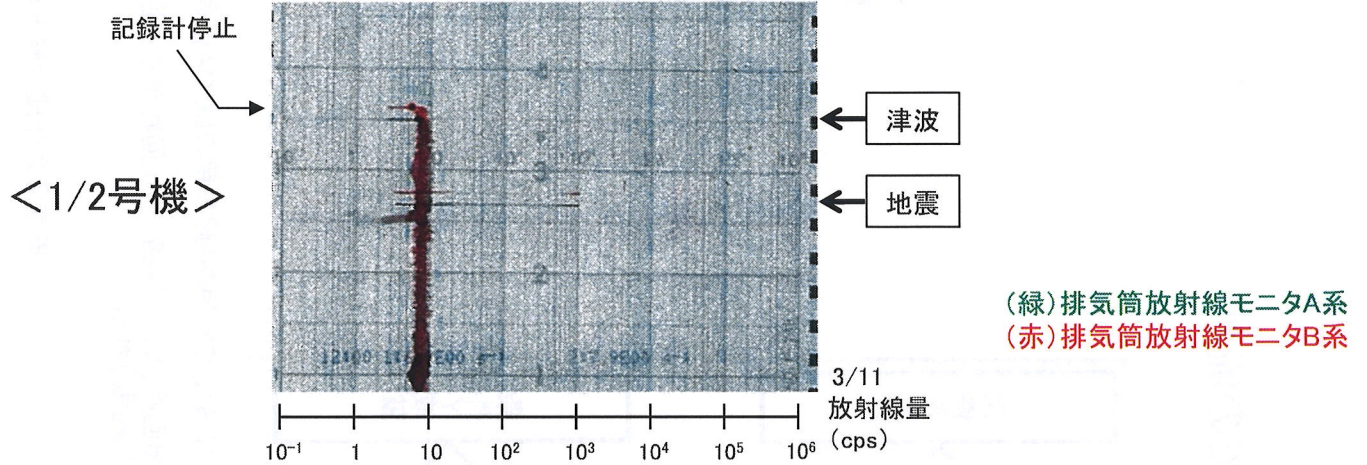 記録計停止
津波
<1/2号機>
地震
(緑)排気筒放射線モニタA系
(赤)排気筒放射線モニタB系
3/11
放射線量
(cps)
10⁻¹ 1 10 10² 10³ 10⁴ 10⁵ 10⁶